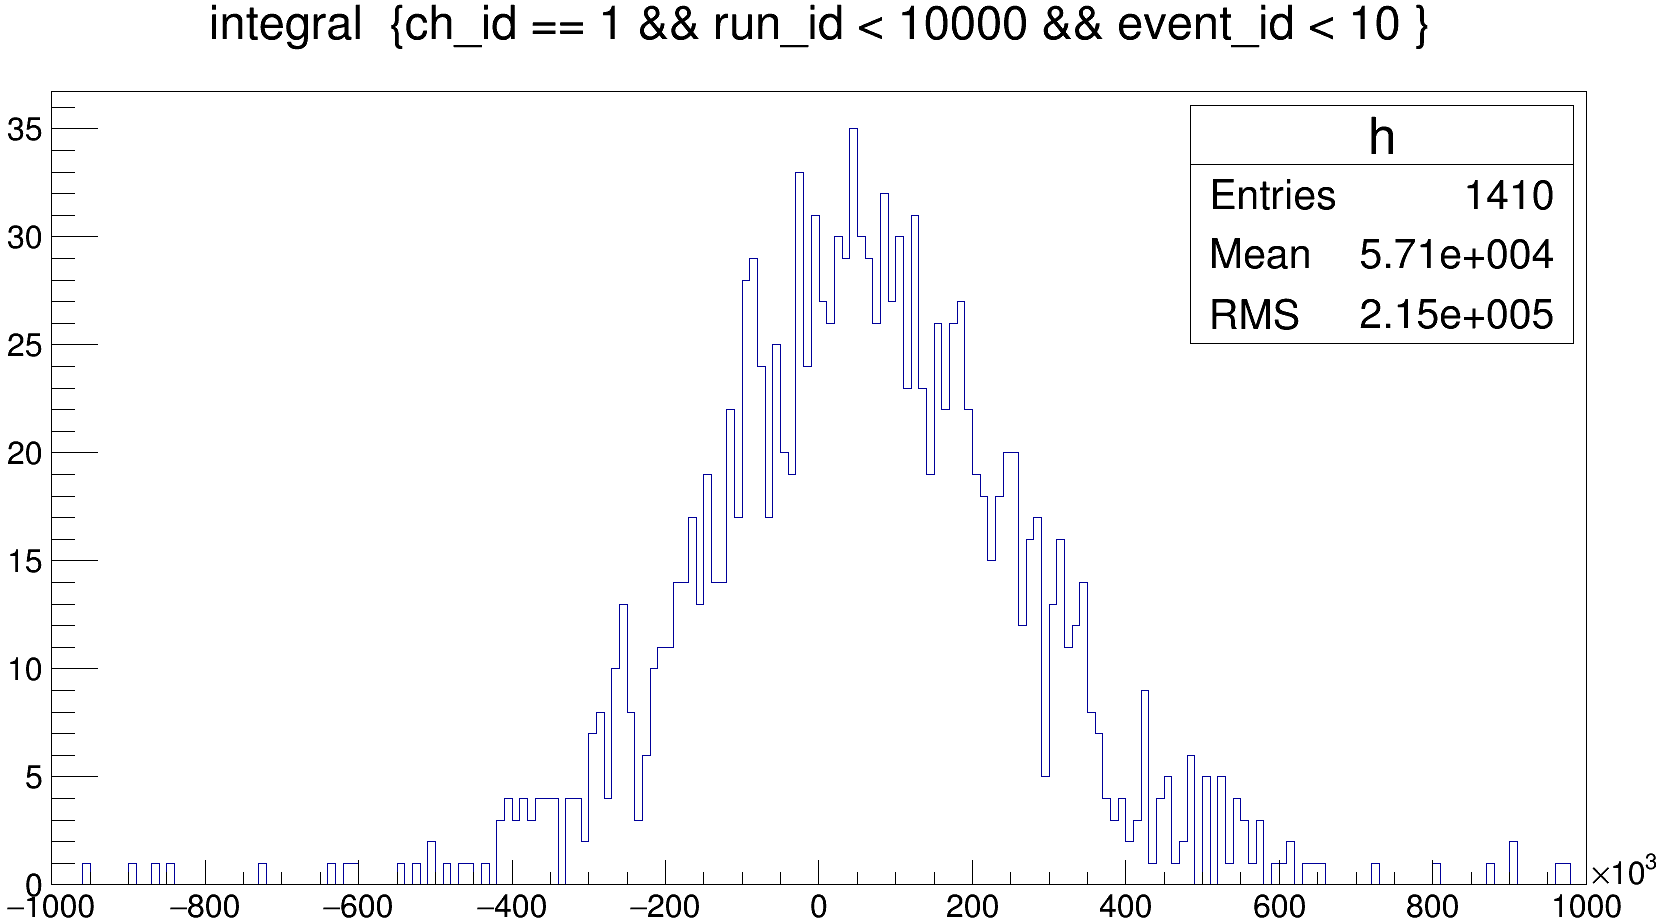 integral {ch_id == 1 && run_id < 10000 && event_id < 10 }
h
Entries 1410
Mean 5.71e+004
RMS 2.15e+005
35
30
25
20
15
10
5
0
−1000 −800 −600 −400 −200 0 200 400 600 800 1000
×10³